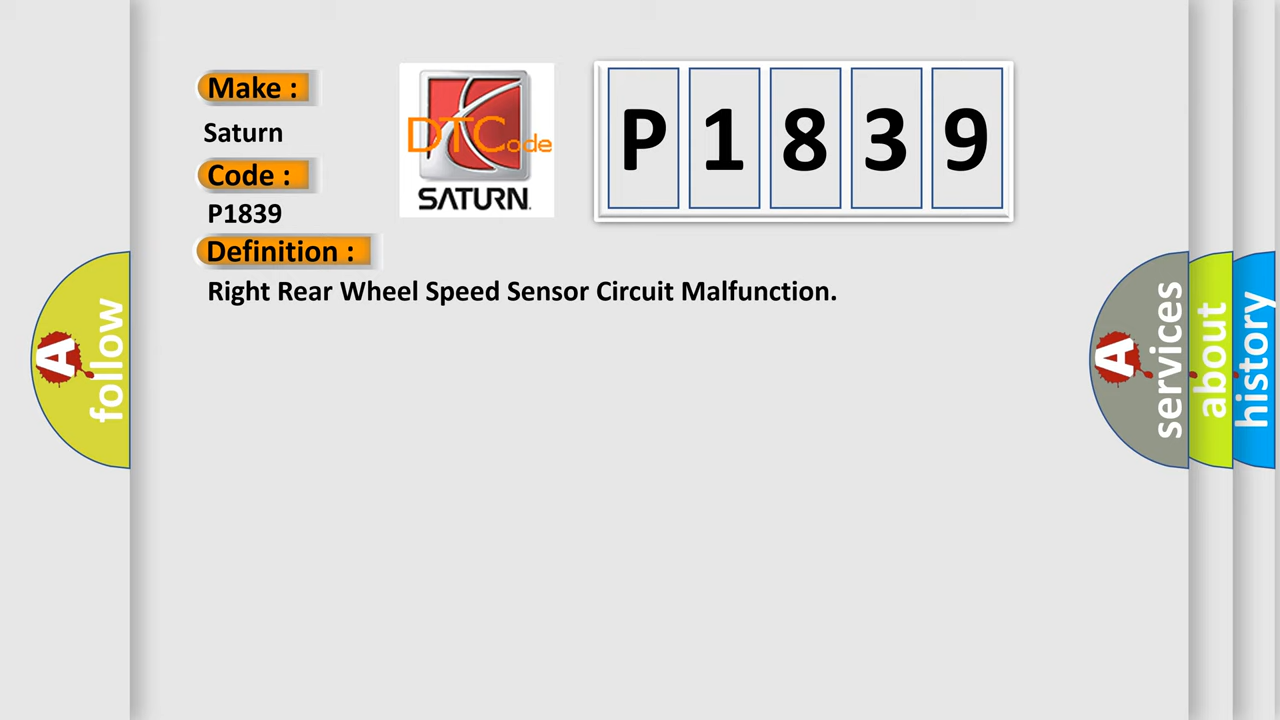 Make :
Saturn
Code :
P1839
Definition :
Right Rear Wheel Speed Sensor Circuit Malfunction.
DTCode
SATURN
P 1 8 3 9
A follow
A services
about
history